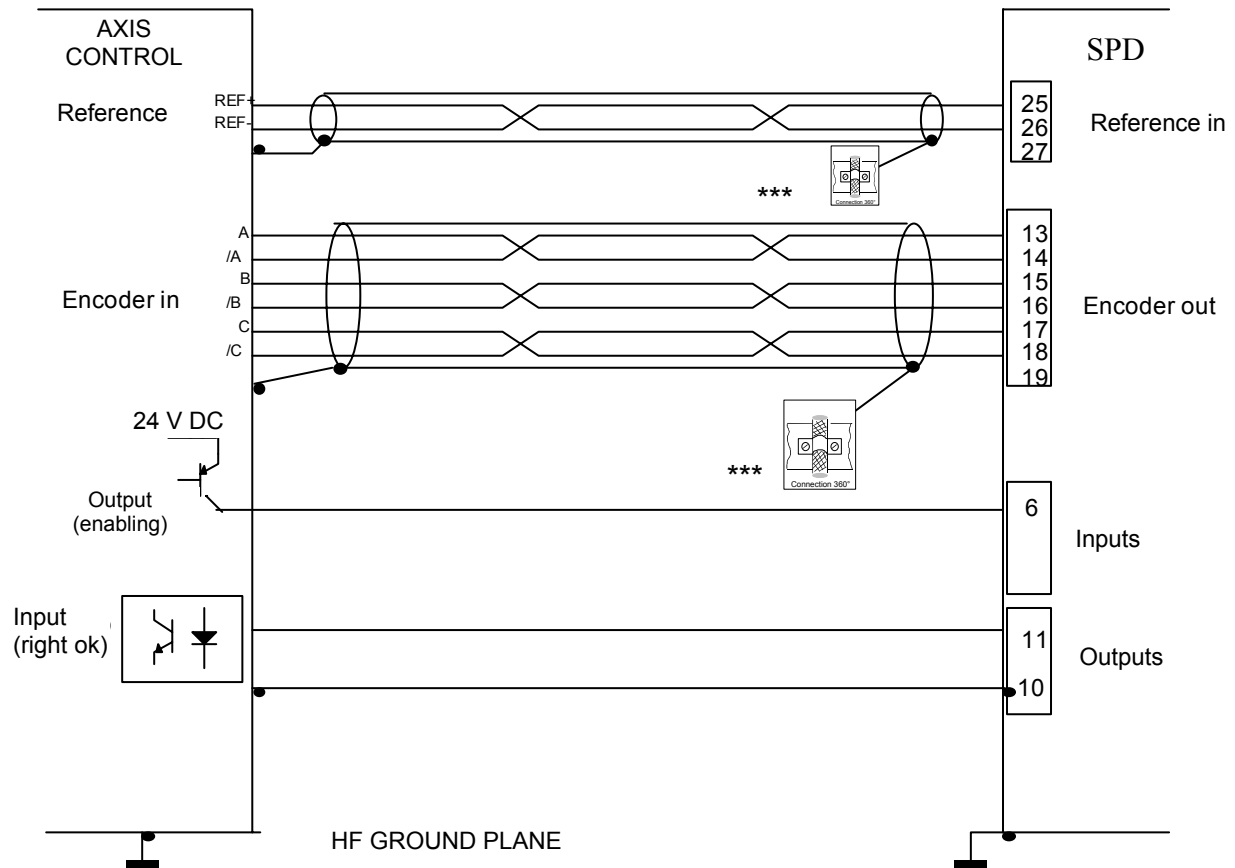 AXIS
CONTROL
SPD
Reference
REF+
REF-
25
26
27
Reference in
***
Connection 360°
Encoder in
A
/A
B
/B
C
/C
13
14
15
16
17
18
19
Encoder out
24 V DC
***
Connection 360°
Output
(enabling)
6
Inputs
Input
(right ok)
11
10
Outputs
HF GROUND PLANE